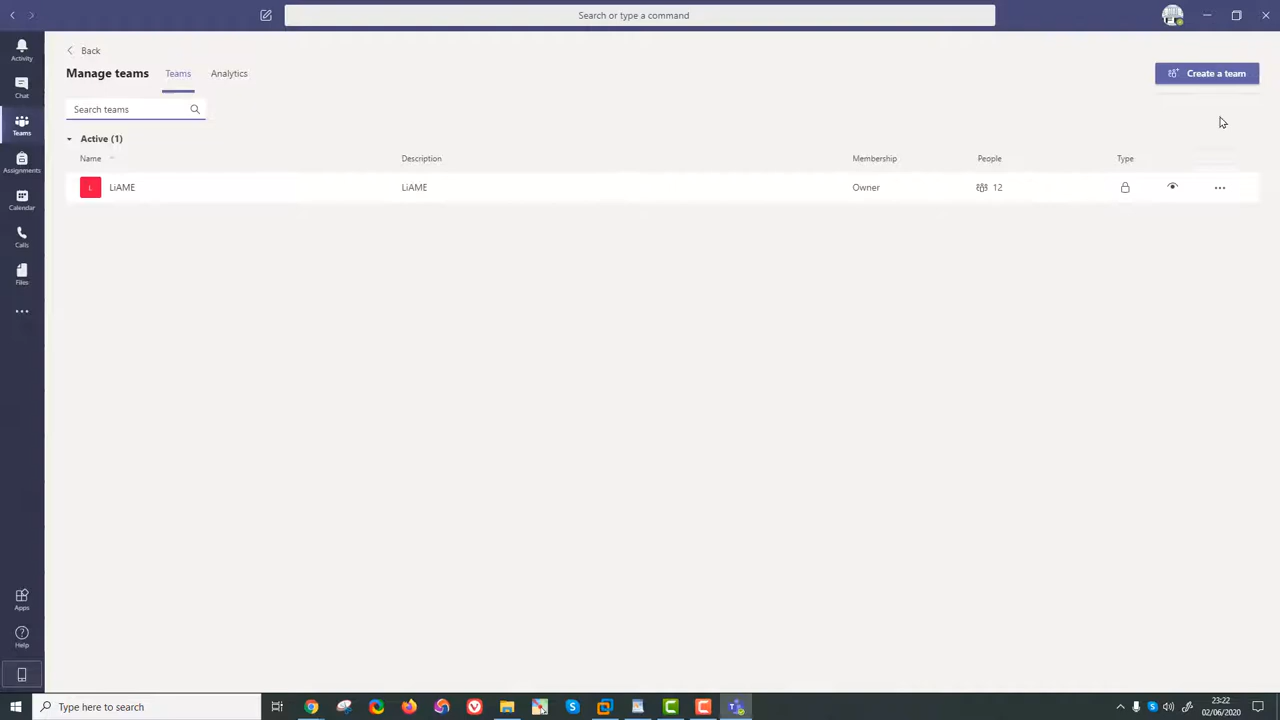 Search or type a command
Activity
Chat
Teams
Assignments
Calendar
Calls
Files
Apps
Help
Back
Manage teams
Teams
Analytics
Create a team
Search teams
Active (1)
Name
Description
Membership
People
Type
L
LiAME
LiAME
Owner
12
Type here to search
23:22
02/06/2020